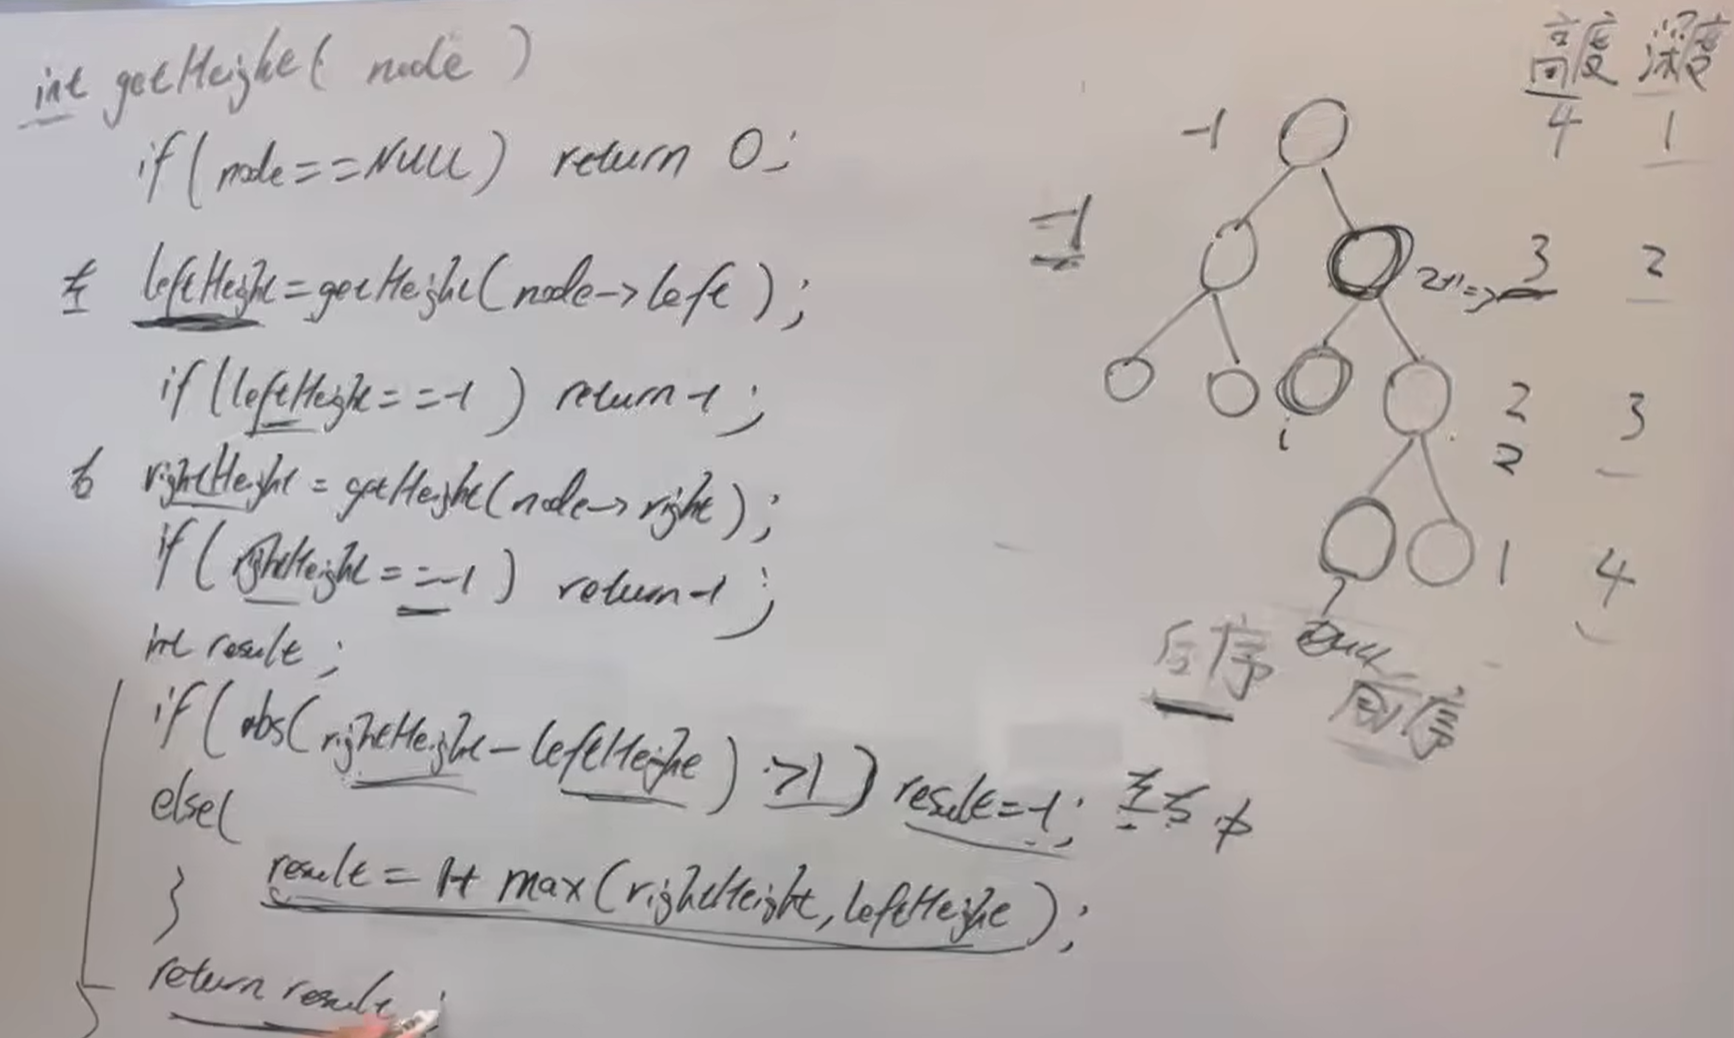 int getHeight( node )
if( node==NULL) return 0;
左 leftHeight=getHeight(node->left);
if(leftHeight==-1) return-1;
右 rightHeight=getHeight(node->right);
if(rightHeight==-1) return-1;
int result;
if(abs(rightHeight-leftHeight)>1) result=-1;
else{
result=1+max(rightHeight,leftHeight);
}
return result;
}
高度 深度
-1 4 1
-1 3 2
2 3
2
1 4
后序
前序
左右中